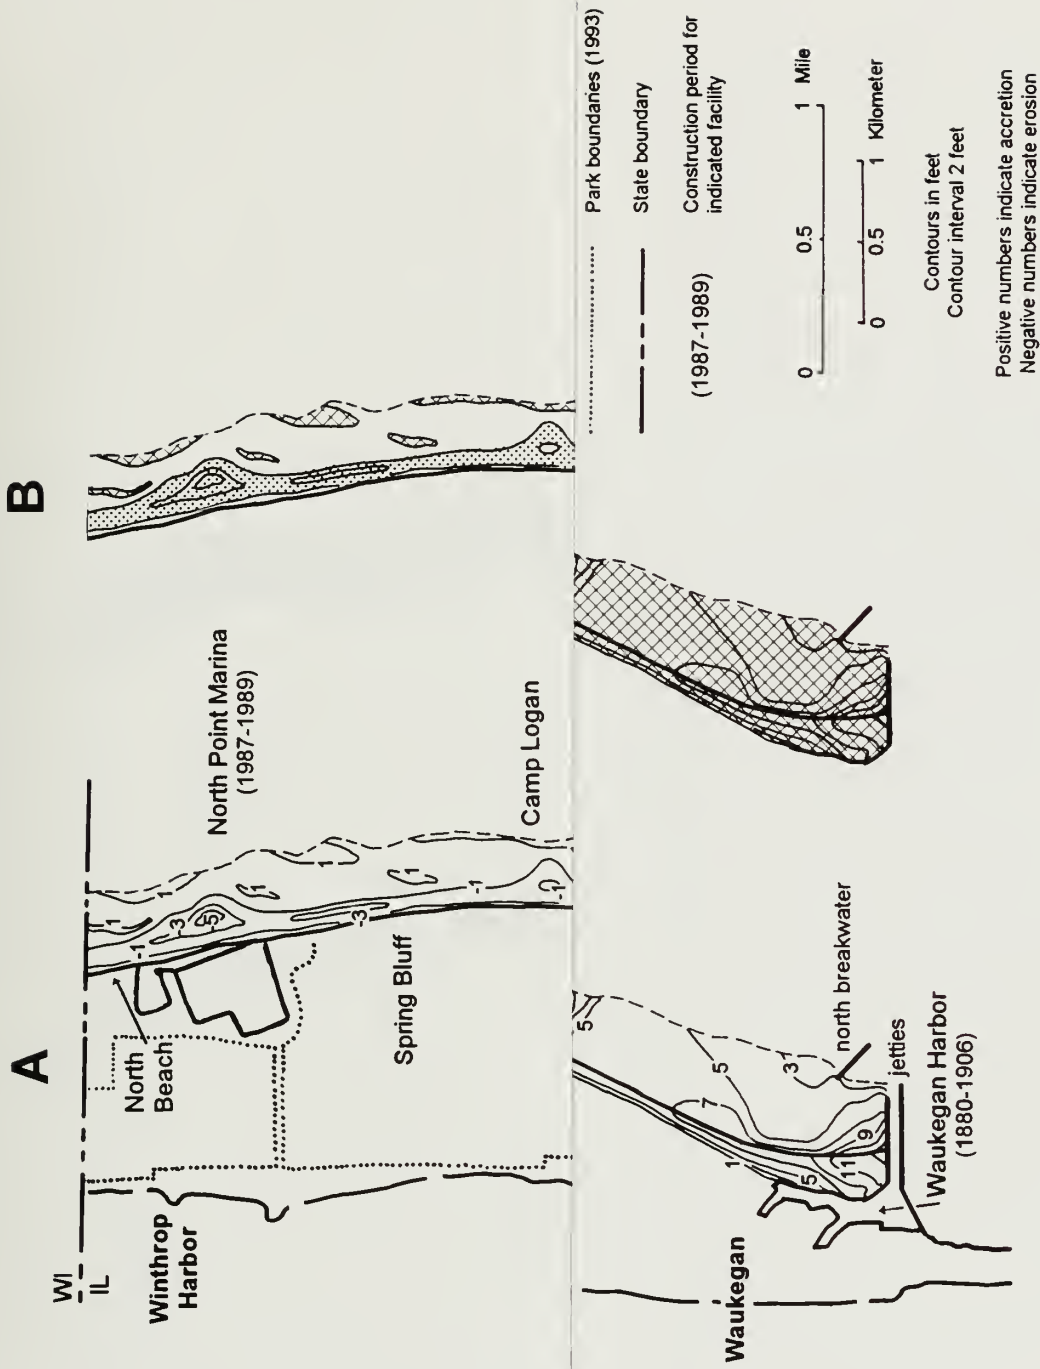 A
B
WI
IL
Winthrop
Harbor
North
Beach
North Point Marina
(1987-1989)
Spring Bluff
Camp Logan
-1
1
1
-3
-5
1
1
-3
1
-1
-1
Park boundaries (1993)
State boundary
(1987-1989)
Construction period for
indicated facility
0
0.5
1 Mile
0
0.5
1 Kilometer
Contours in feet
Contour interval 2 feet
Positive numbers indicate accretion
Negative numbers indicate erosion
5
5
7
3
1
5
11
9
north breakwater
jetties
Waukegan Harbor
(1880-1906)
Waukegan